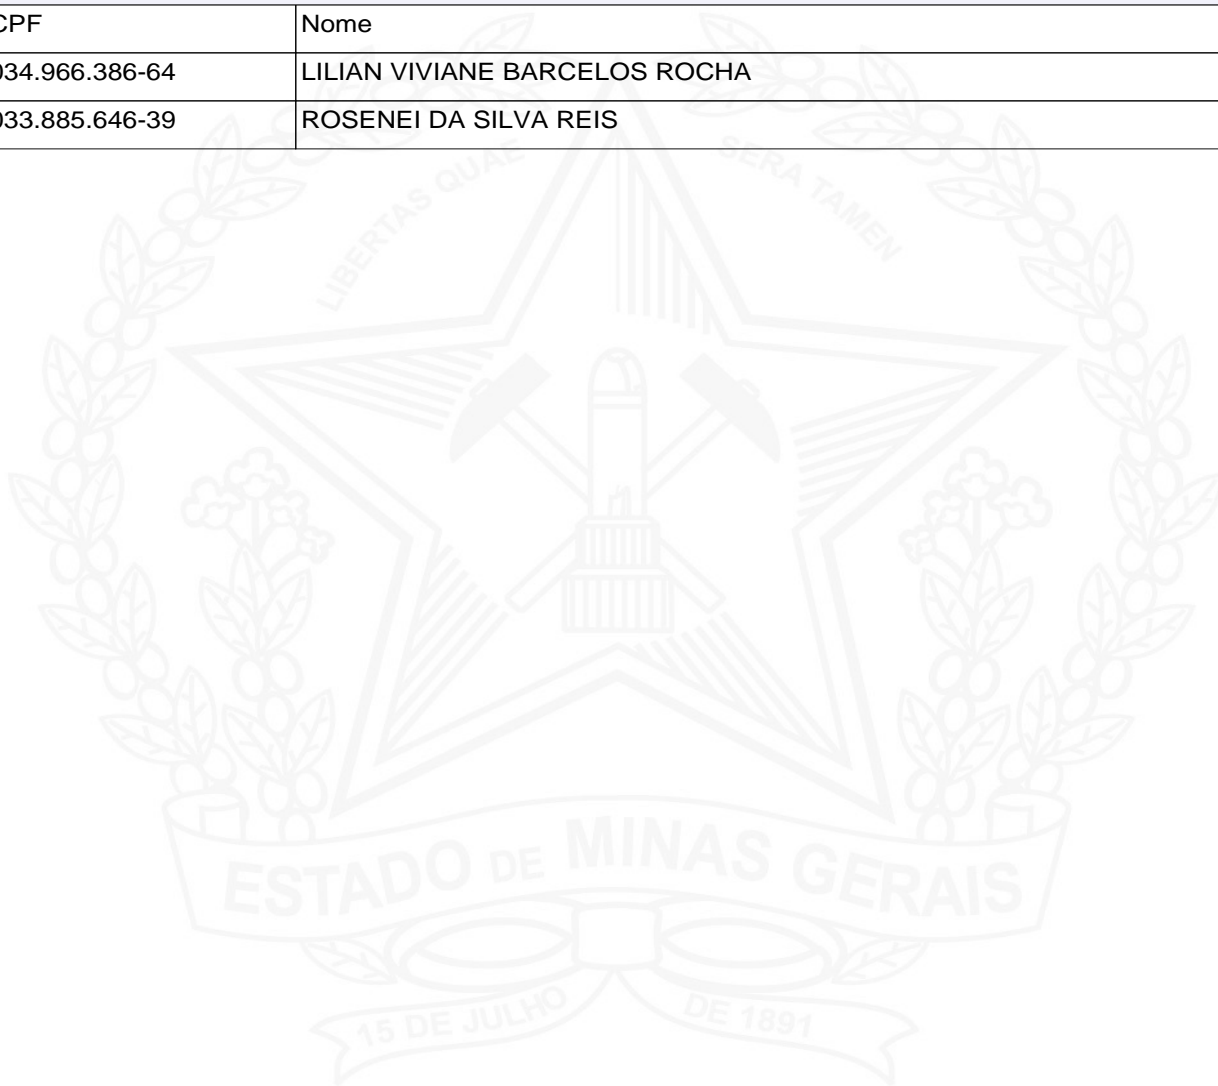 CPF Nome
034.966.386-64 LILIAN VIVIANE BARCELOS ROCHA
033.885.646-39 ROSENEI DA SILVA REIS
LIBERTAS QUAE SERA TAMEN
ESTADO DE MINAS GERAIS
15 DE JULHO DE 1891